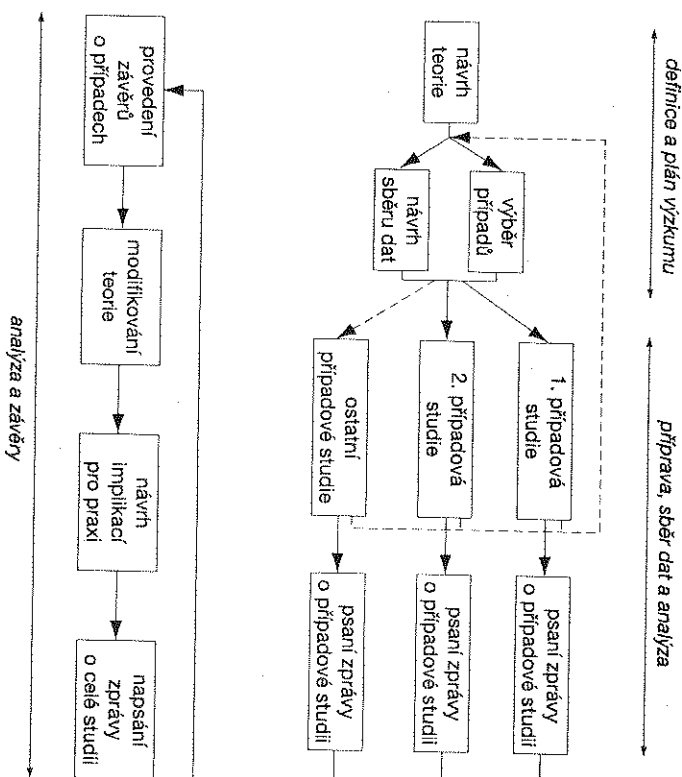 definice a plán výzkumu
příprava, sběr dat a analýza
návrh
teorie
výběr
případů
návrh
sběru dat
1. případová
studie
2. případová
studie
ostatní
případové studie
psaní zprávy
o případové studii
psaní zprávy
o případové studii
psaní zprávy
o případové studii
provedení
závěrů
o případech
modifikování
teorie
návrh
implikací
pro praxi
napsání
zprávy
o celé studii
analýza a závěry